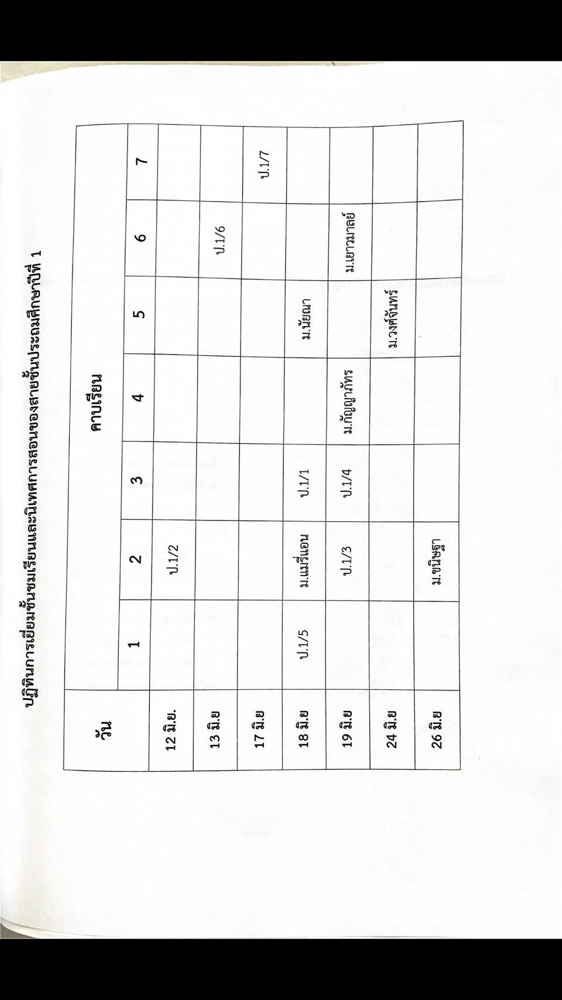 ปฏิทินการเยี่ยมชั้นชมเรียนและนิเทศการสอนของสายชั้นประถมศึกษาปีที่ 1
วัน คาบเรียน
1 2 3 4 5 6 7
12 มิ.ย. ป.1/2
13 มิ.ย ป.1/6
17 มิ.ย ป.1/7
18 มิ.ย ป.1/5 ม.แมรี่แอน ป.1/1 ม.นัยณา
19 มิ.ย ป.1/3 ป.1/4 ม.กัญญาภัทร ม.เยาวมาลย์
24 มิ.ย ม.วงศ์จันทร์
26 มิ.ย ม.ขนิษฐา